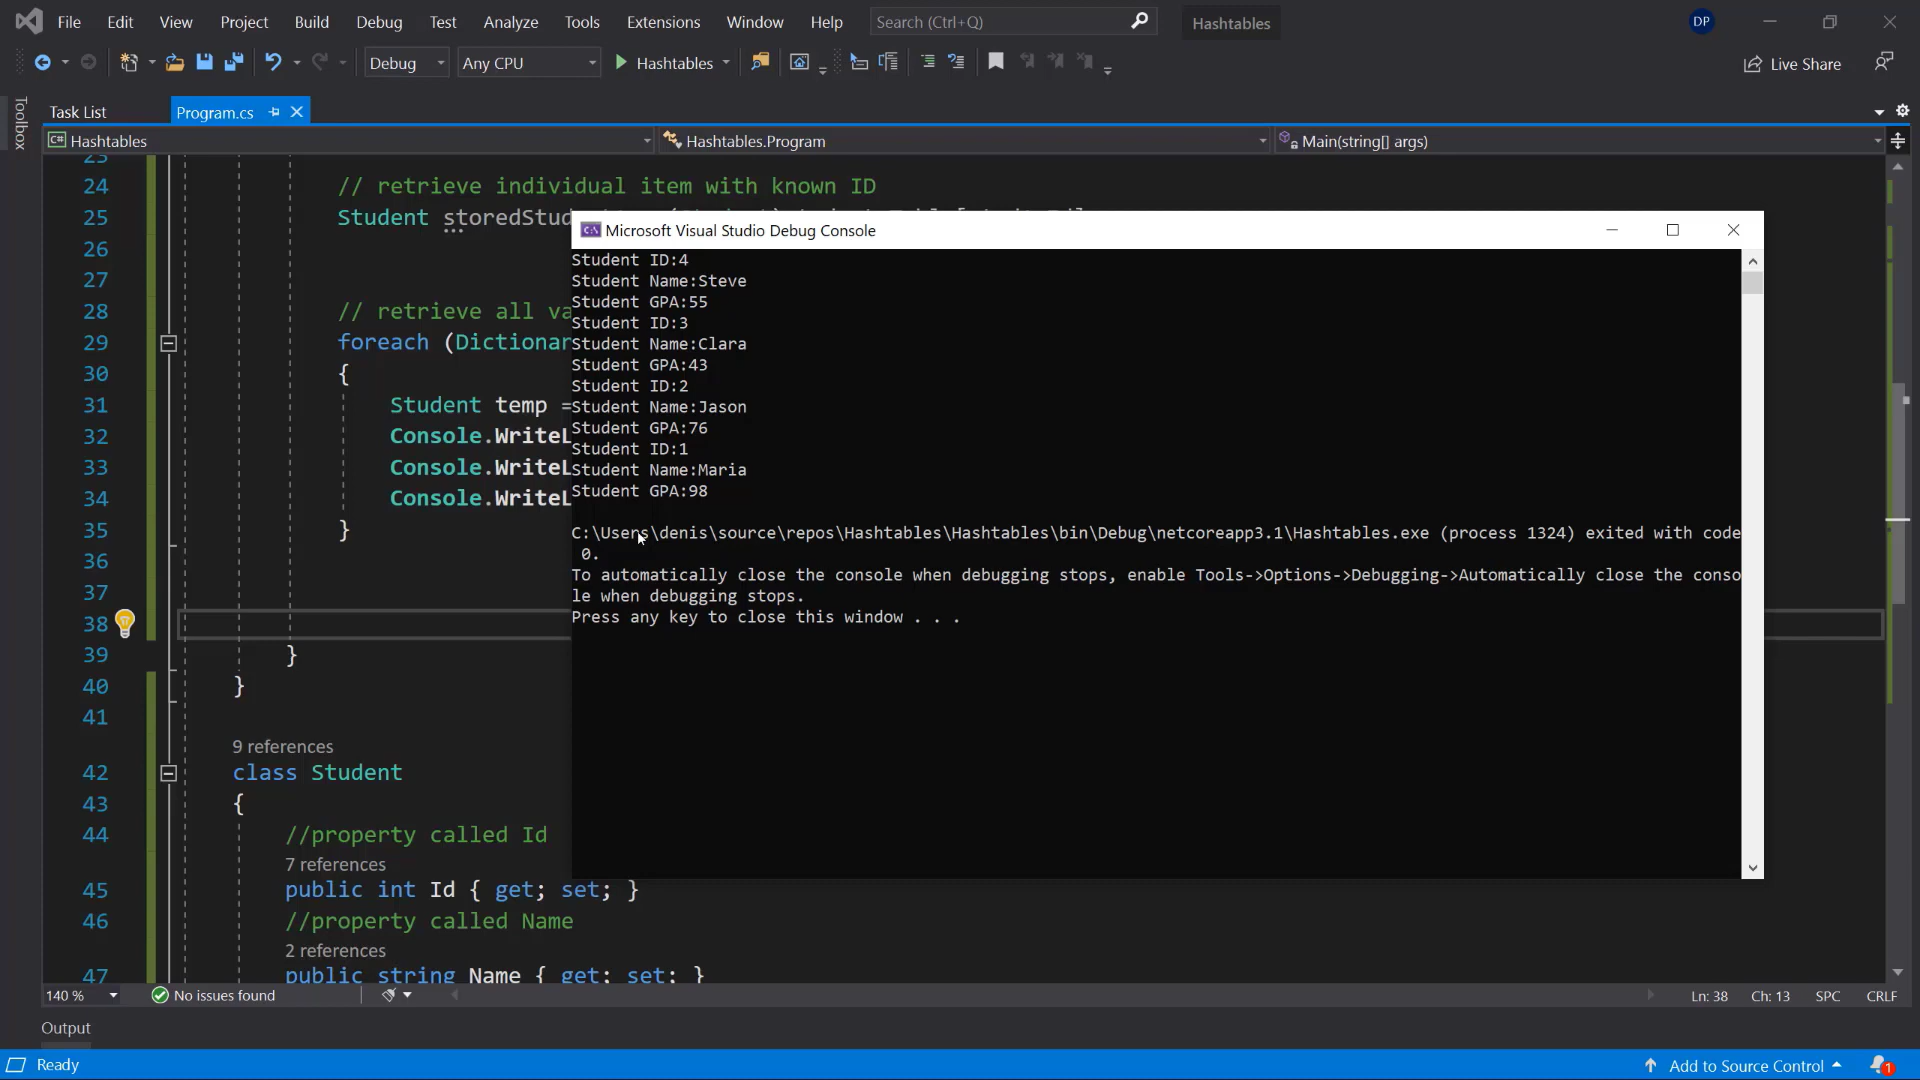 File Edit View Project Build Debug Test Analyze Tools Extensions Window Help Search (Ctrl+Q) Hashtables DP
Debug Any CPU Hashtables Live Share
Toolbox
Task List Program.cs
C# Hashtables Hashtables.Program Main(string[] args)
23
24 // retrieve individual item with known ID
25 Student storedStud
26
27
28 // retrieve all va
29 foreach (Dictionar
30 {
31 Student temp =
32 Console.WriteL
33 Console.WriteL
34 Console.WriteL
35 }
36
37
38
39 }
40 }
41
9 references
42 class Student
43 {
44 //property called Id
7 references
45 public int Id { get; set; }
46 //property called Name
2 references
47 public string Name { get; set; }
Microsoft Visual Studio Debug Console
Student ID:4
Student Name:Steve
Student GPA:55
Student ID:3
Student Name:Clara
Student GPA:43
Student ID:2
Student Name:Jason
Student GPA:76
Student ID:1
Student Name:Maria
Student GPA:98
C:\Users\denis\source\repos\Hashtables\Hashtables\bin\Debug\netcoreapp3.1\Hashtables.exe (process 1324) exited with code
0.
To automatically close the console when debugging stops, enable Tools->Options->Debugging->Automatically close the conso
le when debugging stops.
Press any key to close this window . . .
140 % No issues found Ln: 38 Ch: 13 SPC CRLF
Output
Ready Add to Source Control 1